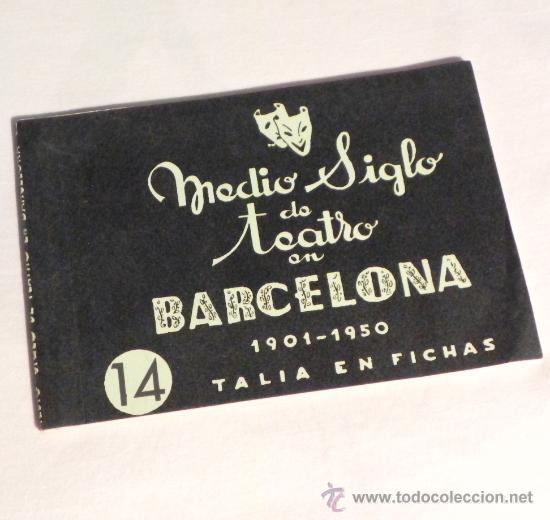 Medio Siglo
de
teatro
en
BARCELONA
1901-1950
14
TALIA EN FICHAS
www.todocoleccion.net